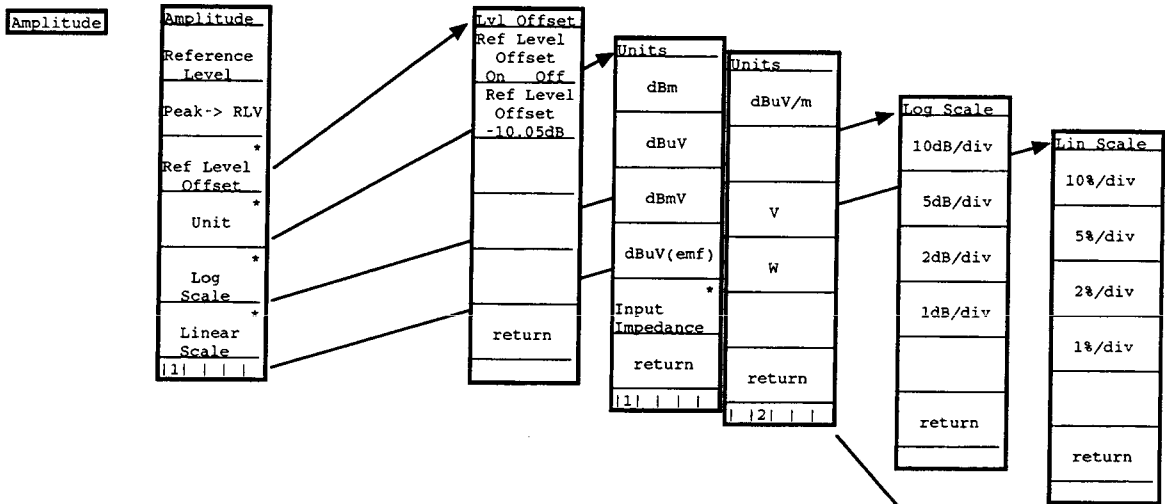 Amplitude
Amplitude
Reference
Level
Peak-> RLV
*
Ref Level
Offset
*
Unit
*
Log
Scale
*
Linear
Scale
|1| | | |
Lvl Offset
Ref Level
Offset
On Off
Ref Level
Offset
-10.05dB
return
Units
dBm
dBuV
dBmV
dBuV(emf)
*
Input
Impedance
return
|1| | | |
Units
dBuV/m
V
W
return
| |2| | |
Log Scale
10dB/div
5dB/div
2dB/div
1dB/div
return
Lin Scale
10%/div
5%/div
2%/div
1%/div
return